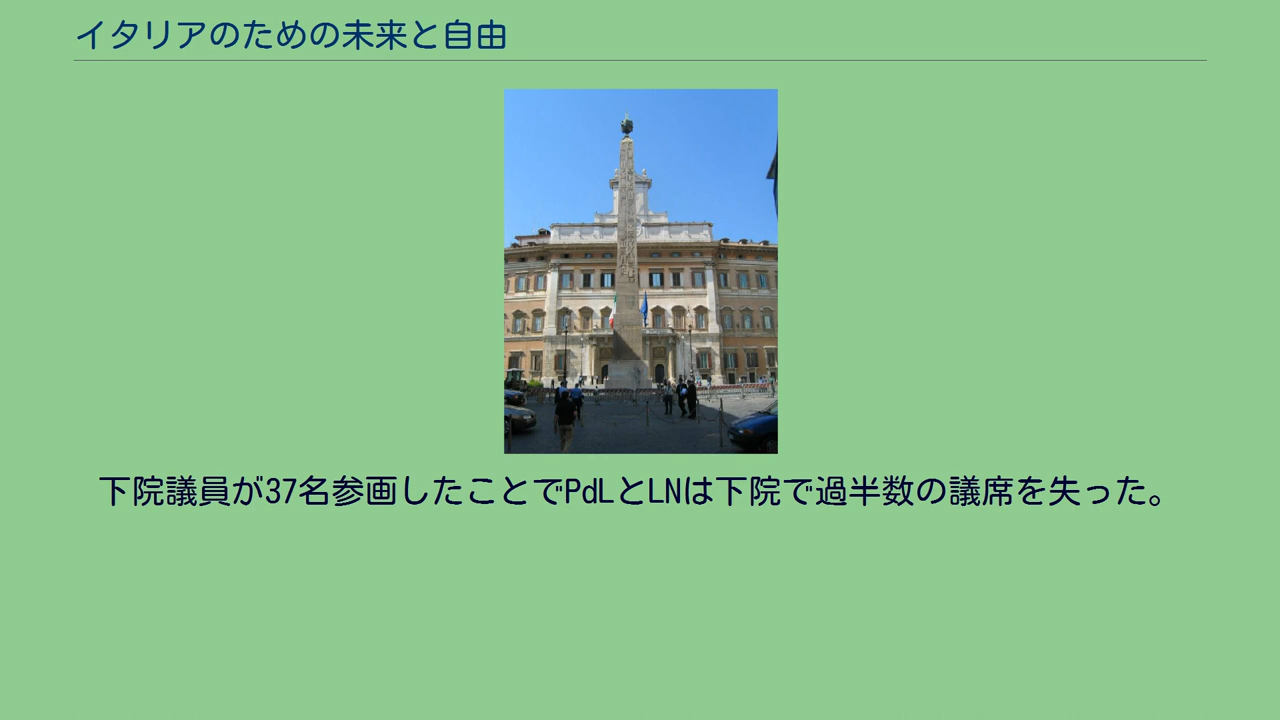 イタリアのための未来と自由
下院議員が37名参画したことでPdLとLNは下院で過半数の議席を失った。